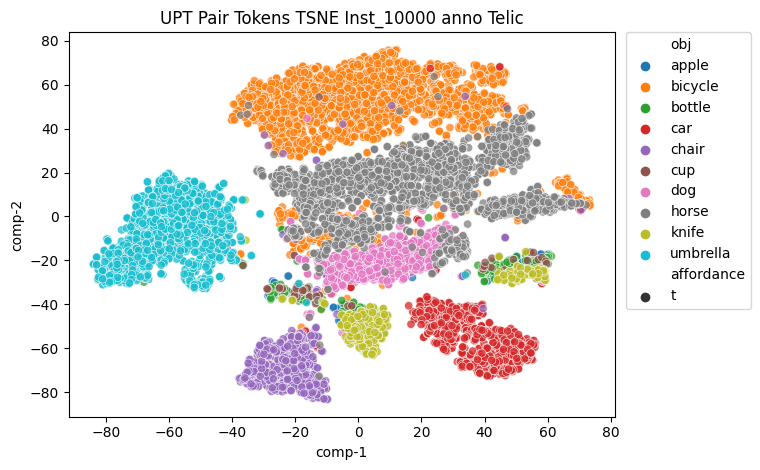 UPT Pair Tokens TSNE Inst_10000 anno Telic
80
60
40
20
0
−20
−40
−60
−80
comp-2
−80 −60 −40 −20 0 20 40 60 80
comp-1
obj
apple
bicycle
bottle
car
chair
cup
dog
horse
knife
umbrella
affordance
t